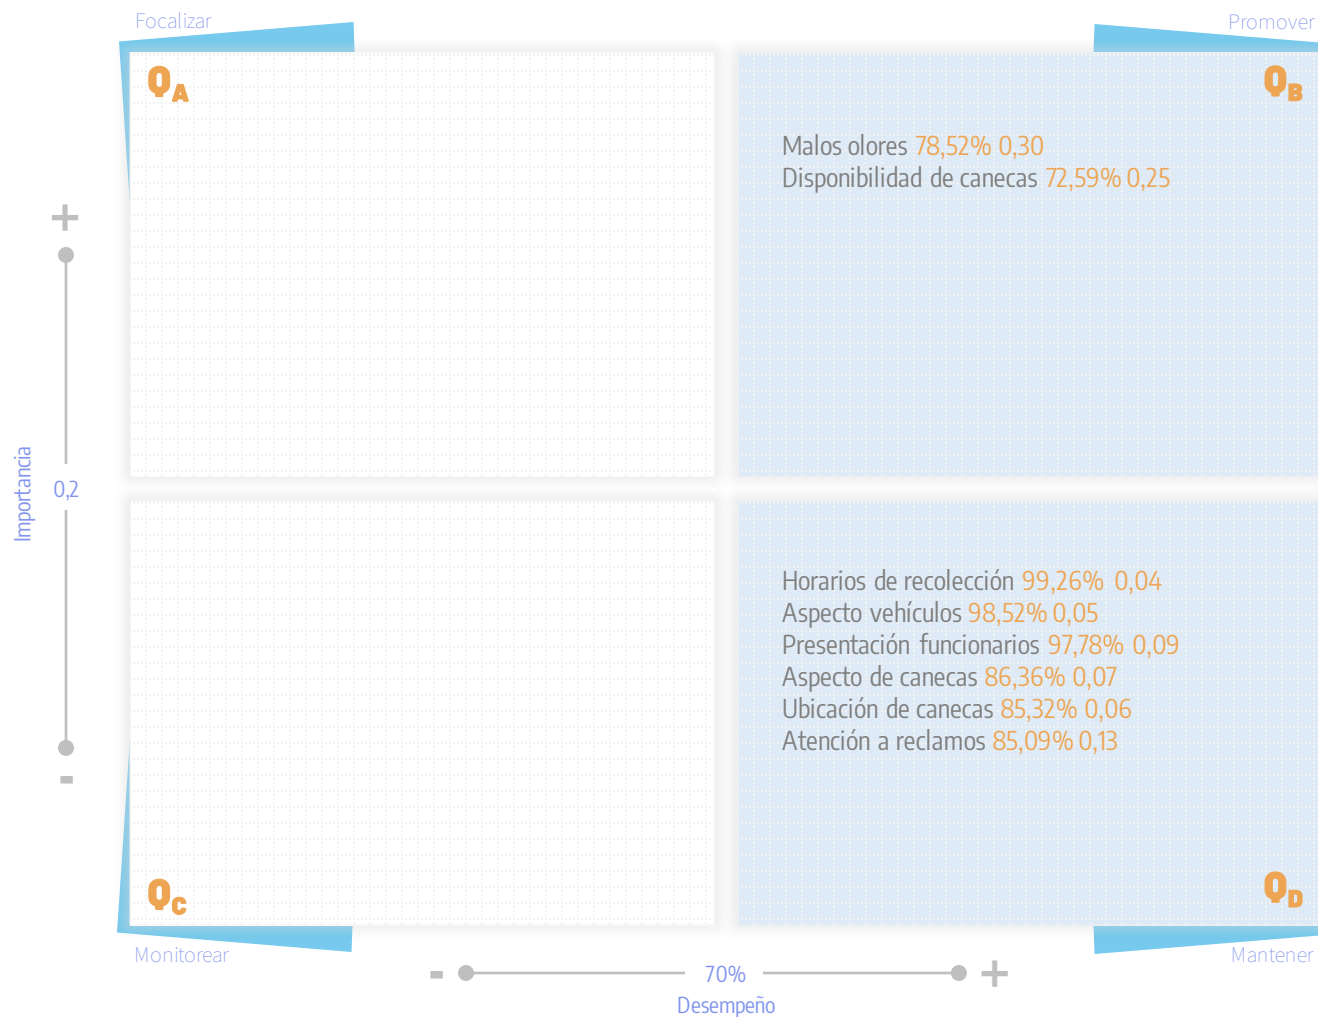 Focalizar
Promover
QA
QB
Malos olores 78,52% 0,30
Disponibilidad de canecas 72,59% 0,25
+
Importancia
0,2
-
Horarios de recolección 99,26% 0,04
Aspecto vehículos 98,52% 0,05
Presentación funcionarios 97,78% 0,09
Aspecto de canecas 86,36% 0,07
Ubicación de canecas 85,32% 0,06
Atención a reclamos 85,09% 0,13
QC
QD
Monitorear
Mantener
- 70% +
Desempeño